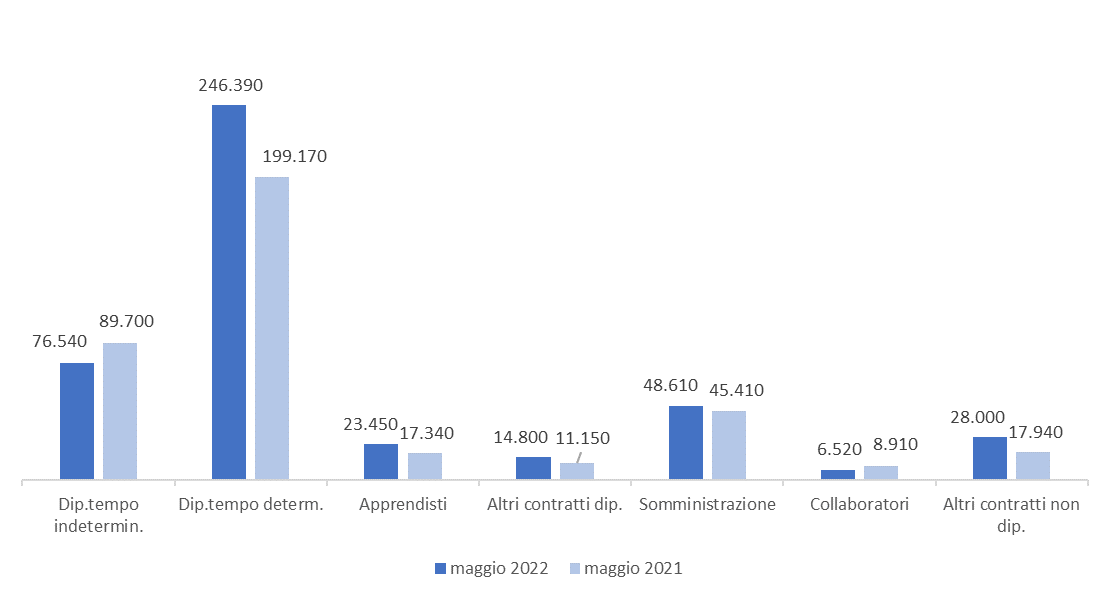 246.390
199.170
89.700
76.540
48.610
45.410
28.000
23.450
17.340
14.800
11.150
6.520
8.910
17.940
Dip.tempo
indetermin.
Dip.tempo determ.
Apprendisti
Altri contratti dip.
Somministrazione
Collaboratori
Altri contratti non
dip.
maggio 2022
maggio 2021